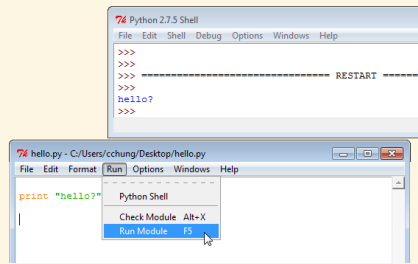 Python 2.7.5 Shell
File Edit Shell Debug Options Windows Help
>>>
>>>
>>> ================================ RESTART ======
>>>
hello?
>>>
hello.py - C:/Users/cchung/Desktop/hello.py
File Edit Format Run Options Windows Help
print "hello?"
Python Shell
Check Module Alt+X
Run Module F5